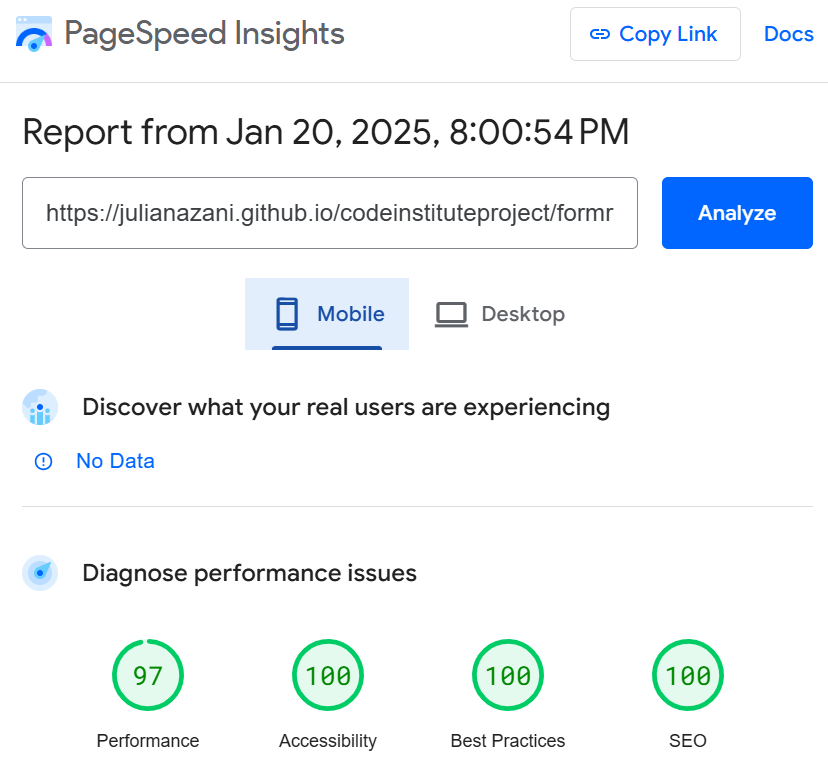 PageSpeed Insights
Copy Link
Docs
Report from Jan 20, 2025, 8:00:54 PM
https://julianazani.github.io/codeinstituteproject/formr
Analyze
Mobile
Desktop
Discover what your real users are experiencing
No Data
Diagnose performance issues
97
100
100
100
Performance
Accessibility
Best Practices
SEO